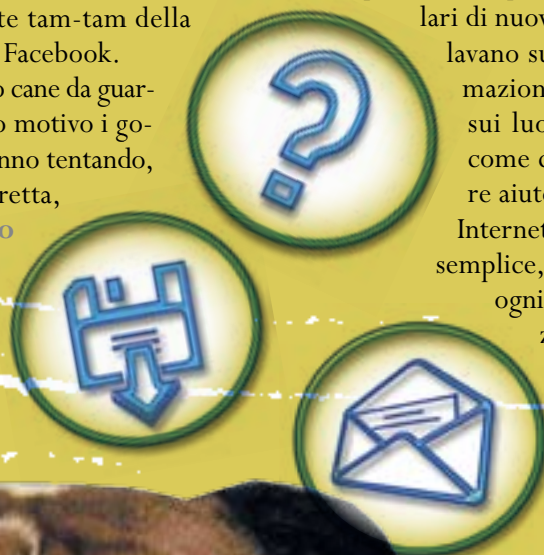 te tam-tam della
Facebook.
o cane da guar-
o motivo i go-
nno tentando,
retta,
o
lari di nuov
lavano su
mazion
sui luo
come c
re aiut
Internet
semplice,
ogni
z